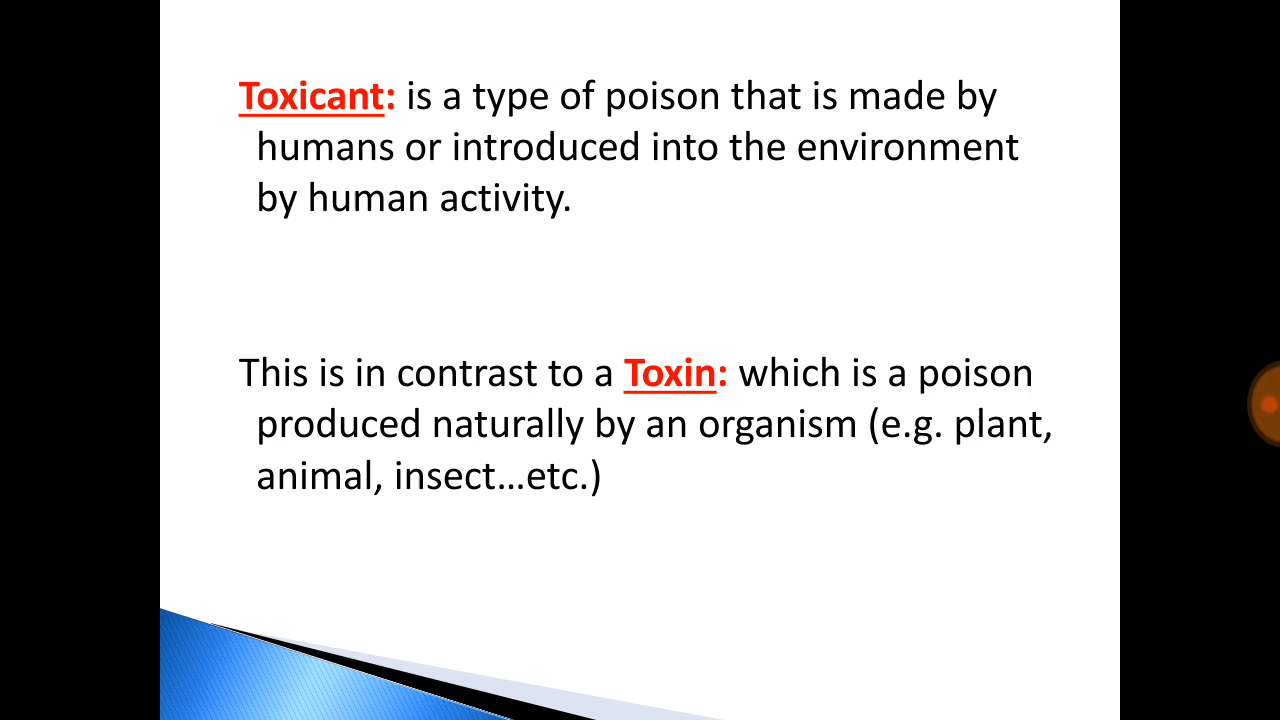 Toxicant: is a type of poison that is made by
humans or introduced into the environment
by human activity.
This is in contrast to a Toxin: which is a poison
produced naturally by an organism (e.g. plant,
animal, insect...etc.)